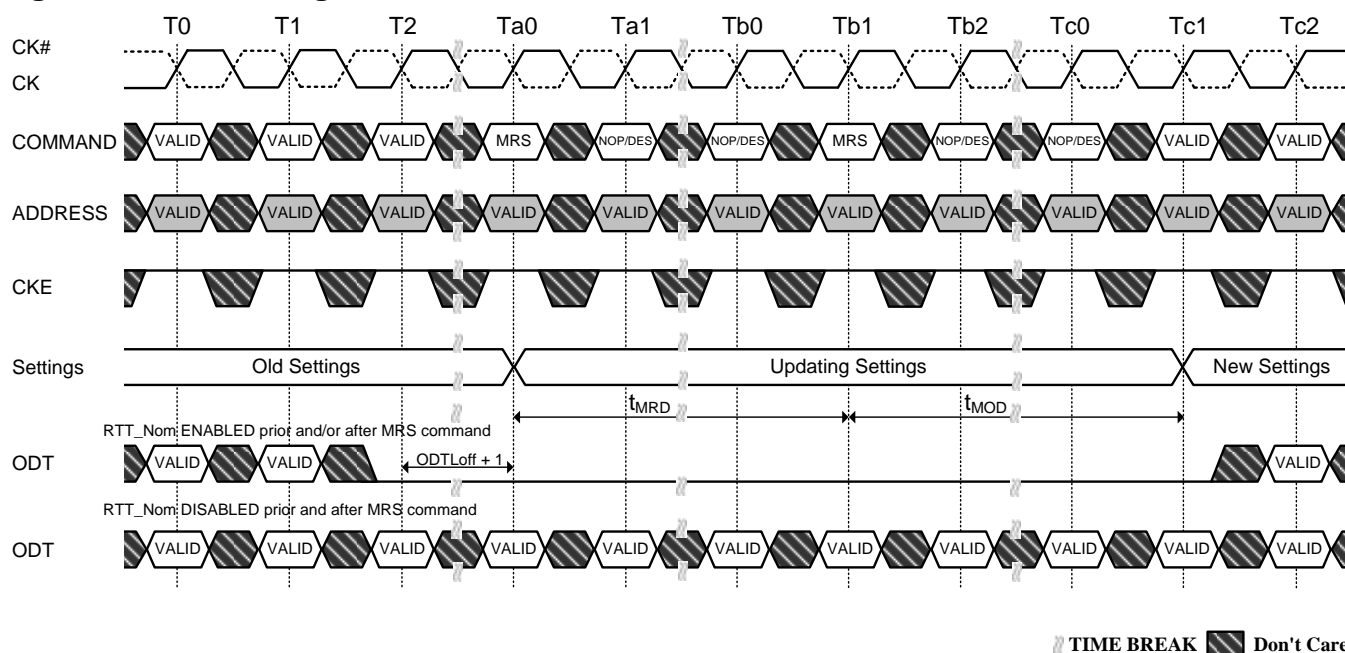 T0 T1 T2 Ta0 Ta1 Tb0 Tb1 Tb2 Tc0 Tc1 Tc2
CK#
CK
COMMAND VALID VALID VALID MRS NOP/DES NOP/DES MRS NOP/DES NOP/DES VALID VALID
ADDRESS VALID VALID VALID VALID VALID VALID VALID VALID VALID VALID VALID
CKE
Settings Old Settings Updating Settings New Settings
tMRD tMOD
RTT_Nom ENABLED prior and/or after MRS command
ODT VALID VALID ODTLoff + 1 VALID
RTT_Nom DISABLED prior and after MRS command
ODT VALID VALID VALID VALID VALID VALID VALID VALID VALID VALID VALID
TIME BREAK Don't Care